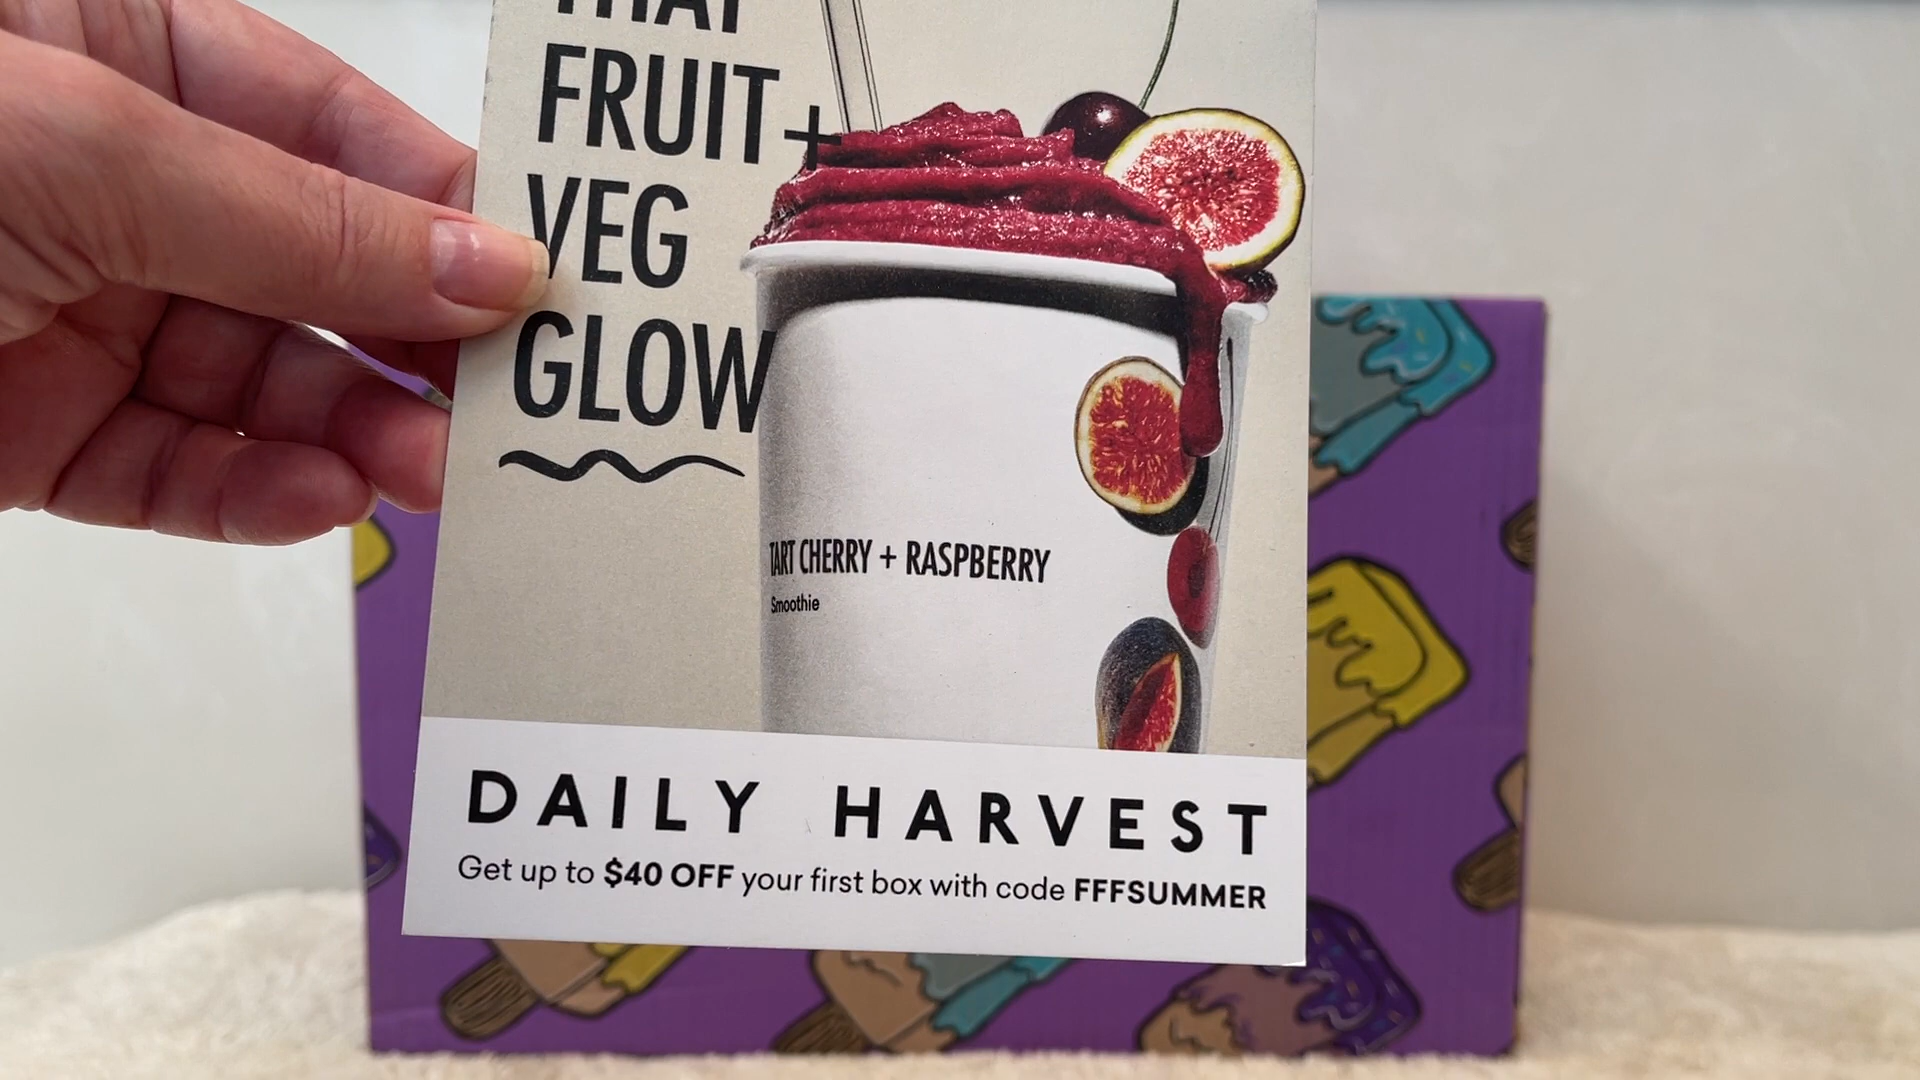 THAT
FRUIT+
VEG
GLOW
TART CHERRY + RASPBERRY
Smoothie
DAILY HARVEST
Get up to $40 OFF your first box with code FFFSUMMER